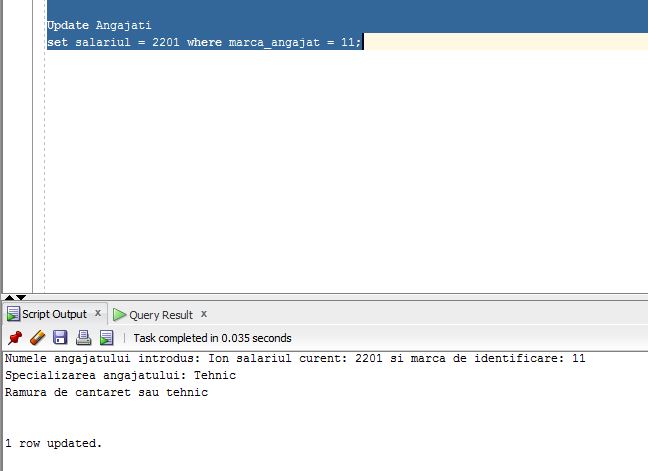 Update Angajati
set salariul = 2201 where marca_angajat = 11;
Script Output x Query Result x
Task completed in 0.035 seconds
Numele angajatului introdus: Ion salariul curent: 2201 si marca de identificare: 11
Specializarea angajatului: Tehnic
Ramura de cantaret sau tehnic
1 row updated.